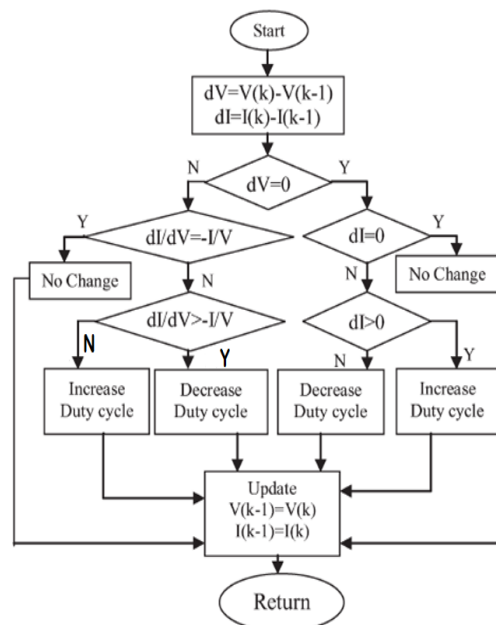 Start
dV=V(k)-V(k-1)
dI=I(k)-I(k-1)
N
Y
dV=0
Y
dI/dV=-I/V
dI=0
Y
No Change
N
N
No Change
dI/dV>-I/V
dI>0
N
Y
N
Y
Increase
Duty cycle
Decrease
Duty cycle
Decrease
Duty cycle
Increase
Duty cycle
Update
V(k-1)=V(k)
I(k-1)=I(k)
Return